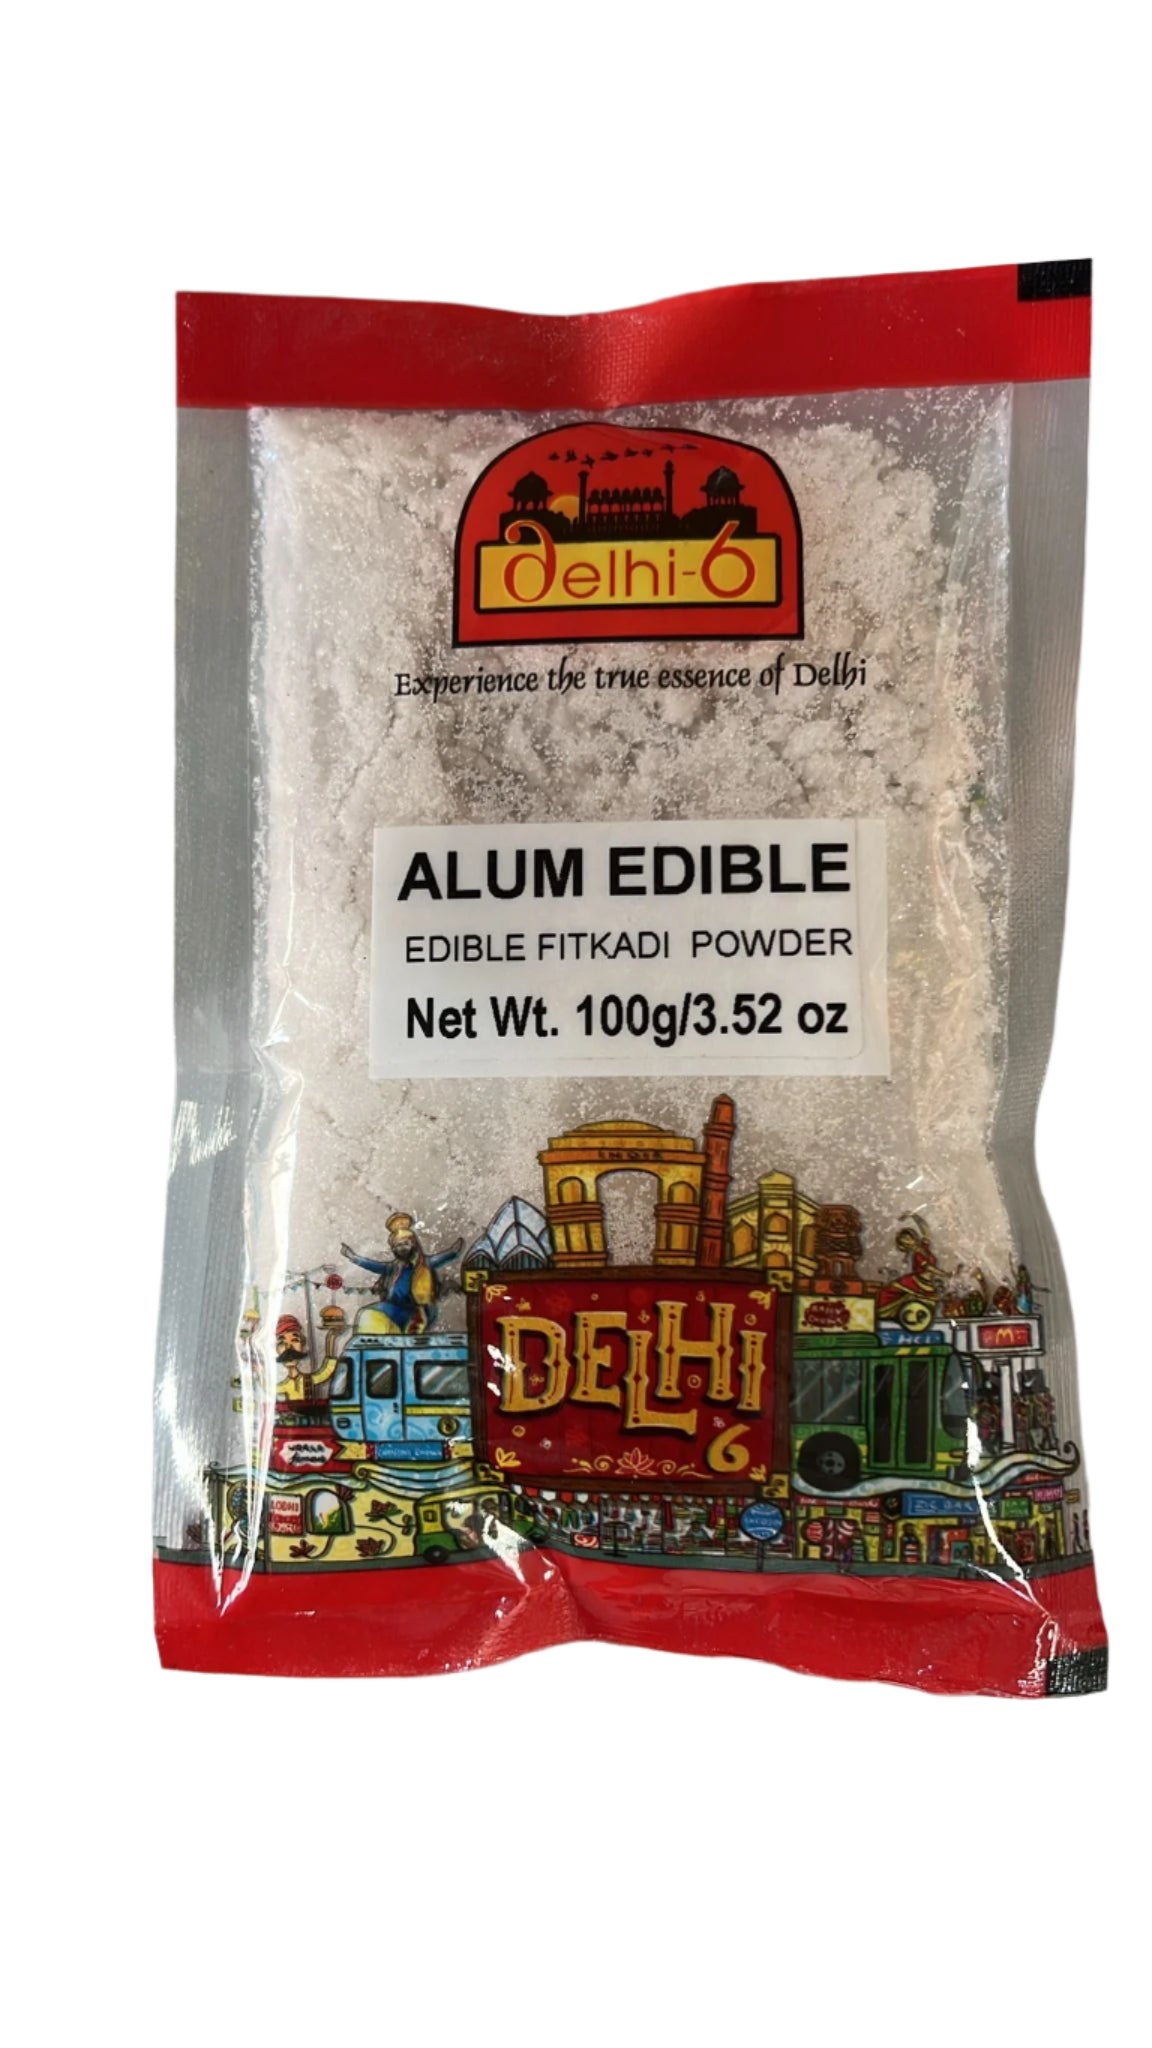 delhi-6
Experience the true essence of Delhi
ALUM EDIBLE
EDIBLE FITKADI POWDER
Net Wt. 100g/3.52 oz
INDIA
DELHI
6